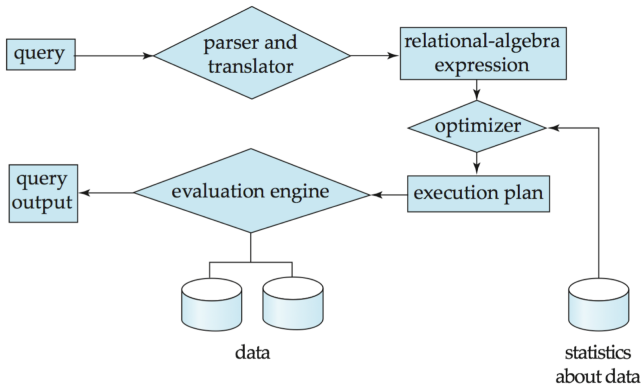 query
parser and
translator
relational-algebra
expression
optimizer
query
output
evaluation engine
execution plan
data
statistics
about data